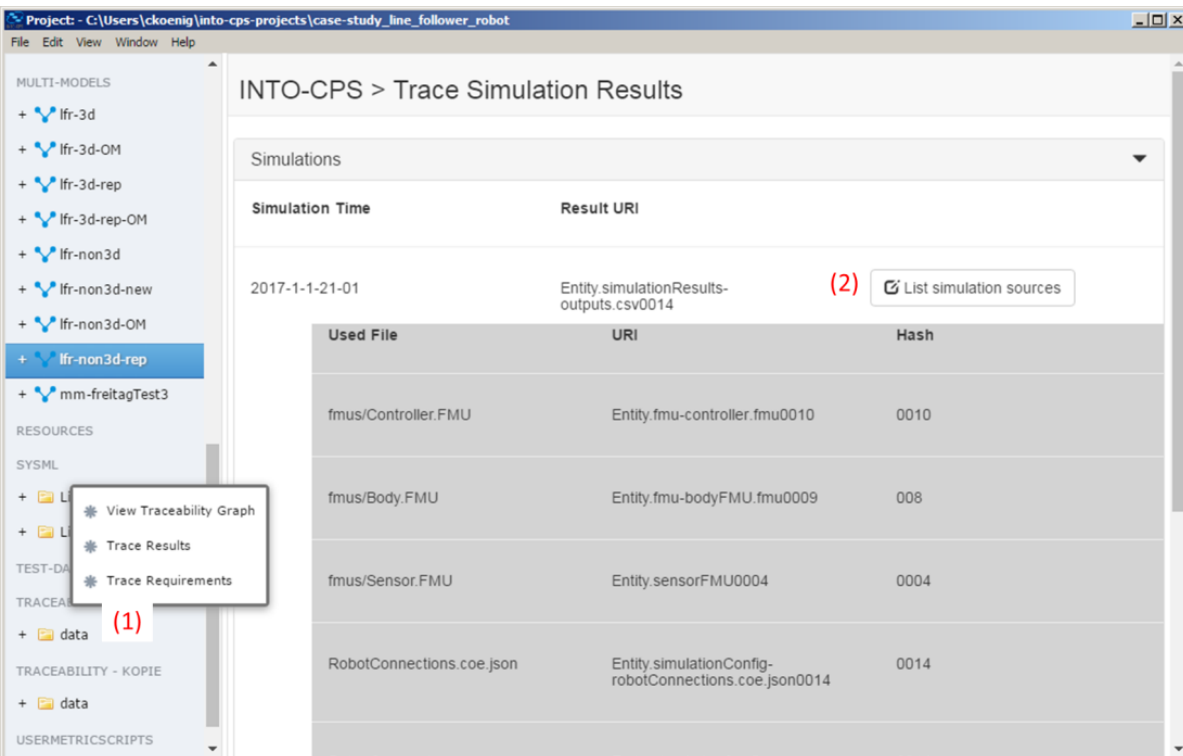 Project: - C:\Users\ckoenig\into-cps-projects\case-study_line_follower_robot
File Edit View Window Help
MULTI-MODELS
+ lfr-3d
+ lfr-3d-OM
+ lfr-3d-rep
+ lfr-3d-rep-OM
+ lfr-non3d
+ lfr-non3d-new
+ lfr-non3d-OM
+ lfr-non3d-rep
+ mm-freitagTest3
RESOURCES
SYSML
+ Li
+ Li
TEST-DA
TRACEA
+ data
TRACEABILITY - KOPIE
+ data
USERMETRICSCRIPTS
View Traceability Graph
Trace Results
Trace Requirements
(1)
INTO-CPS > Trace Simulation Results
Simulations
Simulation Time Result URI
2017-1-1-21-01 Entity.simulationResults-
outputs.csv0014
(2) List simulation sources
Used File URI Hash
fmus/Controller.FMU Entity.fmu-controller.fmu0010 0010
fmus/Body.FMU Entity.fmu-bodyFMU.fmu0009 008
fmus/Sensor.FMU Entity.sensorFMU0004 0004
RobotConnections.coe.json Entity.simulationConfig-
robotConnections.coe.json0014 0014